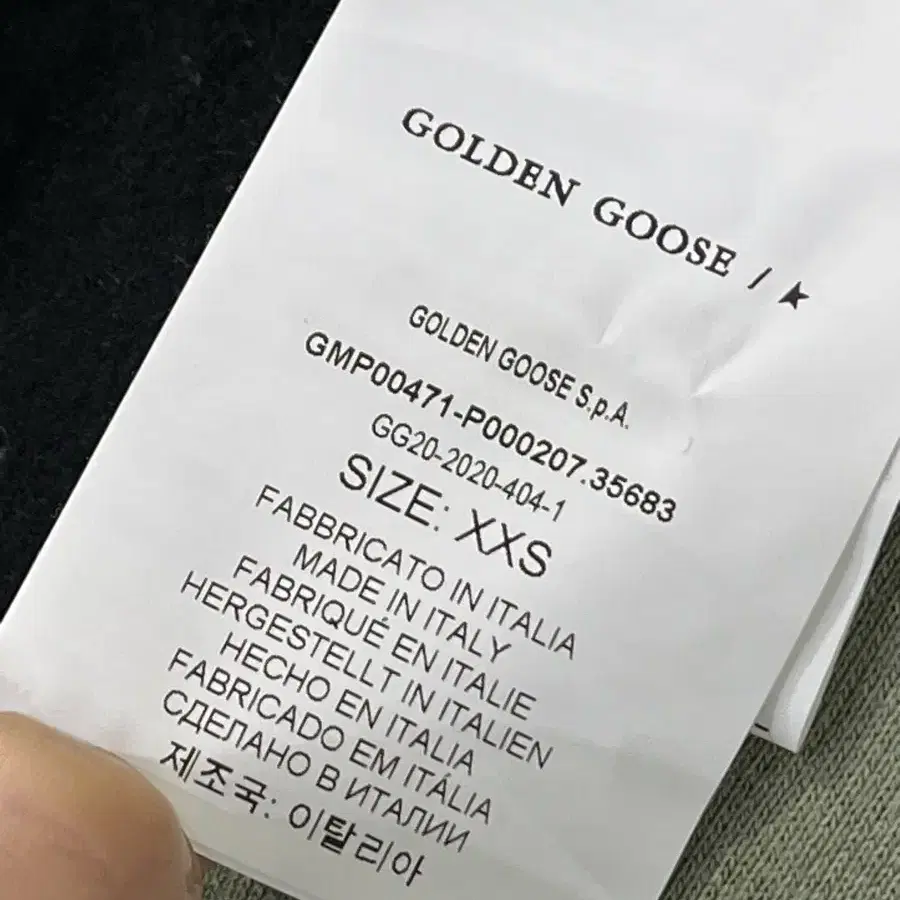 GOLDEN GOOSE / ★
GOLDEN GOOSE S.p.A.
GMP00471-P000207.35683
GG20-2020-404-1
SIZE: XXS
FABBRICATO IN ITALIA
MADE IN ITALY
FABRIQUÉ EN ITALIE
HERGESTELLT IN ITALIEN
HECHO EN ITALIA
FABRICADO EM ITÁLIA
СДЕЛАНО В ИТАЛИИ
제조국: 이탈리아